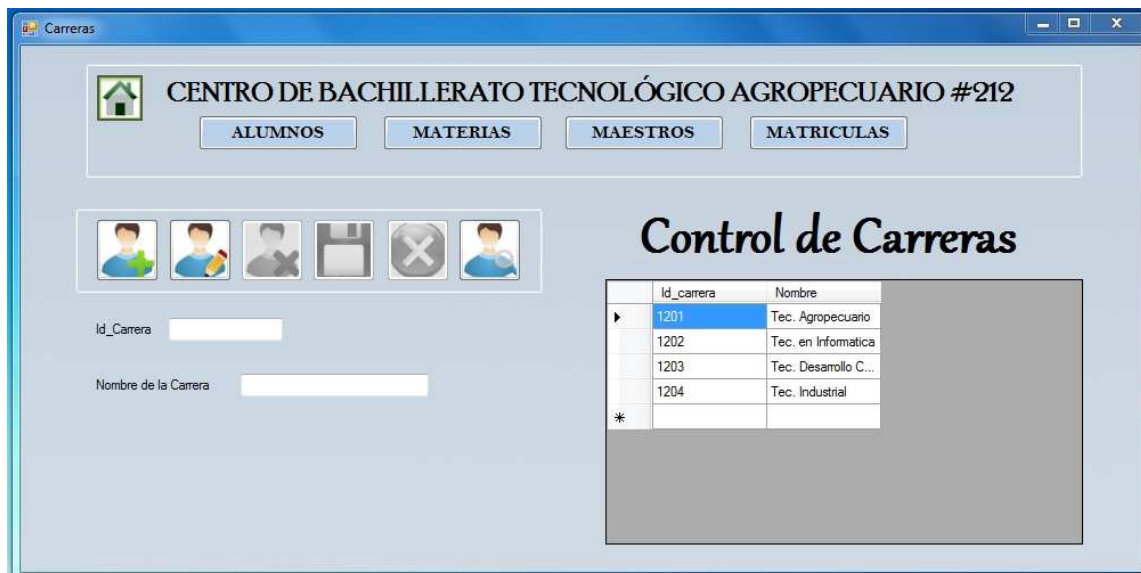 Carreras
CENTRO DE BACHILLERATO TECNOLÓGICO AGROPECUARIO #212
ALUMNOS MATERIAS MAESTROS MATRICULAS
Control de Carreras
Id_Carrera
Nombre de la Carrera
Id_carrera Nombre
1201 Tec. Agropecuario
1202 Tec. en Informatica
1203 Tec. Desarrollo C...
1204 Tec. Industrial